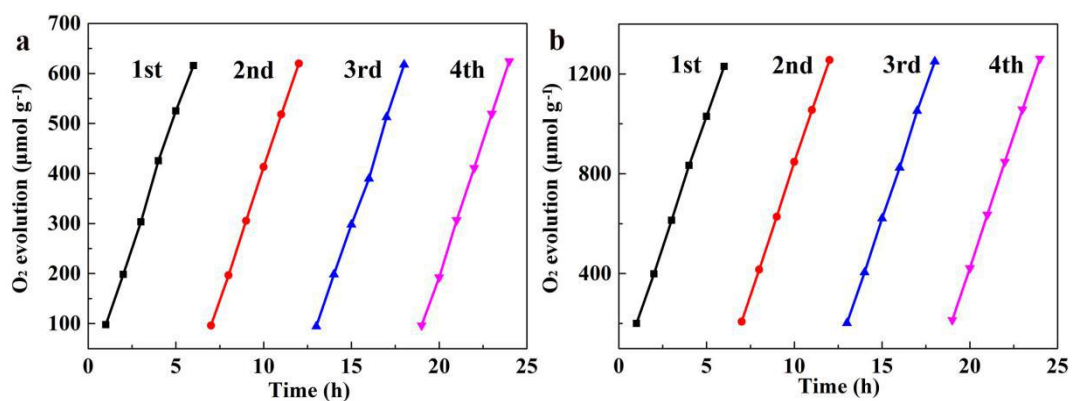 a
O₂ evolution (μmol g⁻¹)
700
600
500
400
300
200
100
1st 2nd 3rd 4th
0 5 10 15 20 25
Time (h)
b
O₂ evolution (μmol g⁻¹)
1200
800
400
1st 2nd 3rd 4th
0 5 10 15 20 25
Time (h)